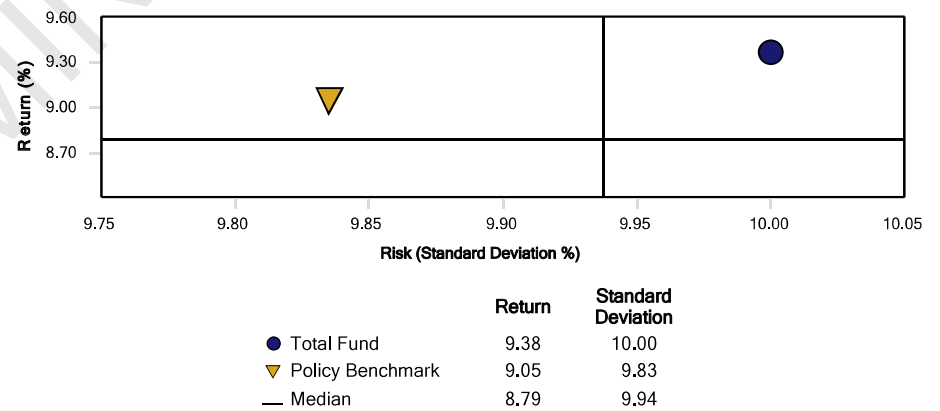 9.60
9.30
9.00
8.70
Return (%)
9.75 9.80 9.85 9.90 9.95 10.00 10.05
Risk (Standard Deviation %)
Return Standard Deviation
Total Fund 9.38 10.00
Policy Benchmark 9.05 9.83
Median 8.79 9.94